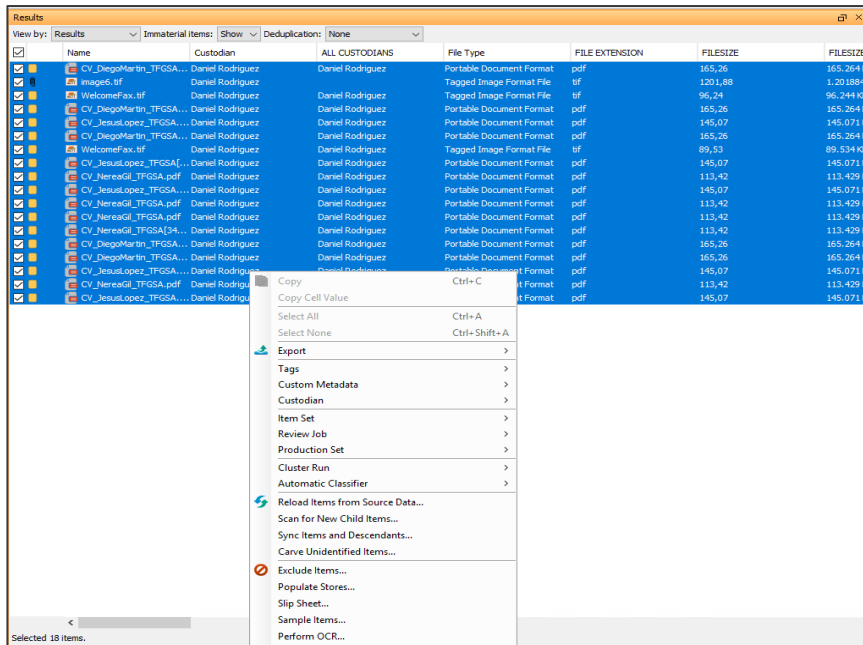 Results
View by: Results Immaterial items: Show Deduplication: None
Name Custodian ALL CUSTODIANS File Type FILE EXTENSION FILESIZE FILESIZE
CV_DiegoMartin_TFGSA... Daniel Rodriguez Daniel Rodriguez Portable Document Format pdf 165,26 165.264
image6.tif Daniel Rodriguez Daniel Rodriguez Tagged Image Format File tif 1201,88 1.201884
WelcomeFax.tif Daniel Rodriguez Daniel Rodriguez Tagged Image Format File tif 96,24 96.244 K
CV_DiegoMartin_TFGSA... Daniel Rodriguez Daniel Rodriguez Portable Document Format pdf 165,26 165.264
CV_JesusLopez_TFGSA.... Daniel Rodriguez Daniel Rodriguez Portable Document Format pdf 145,07 145.071
CV_DiegoMartin_TFGSA... Daniel Rodriguez Daniel Rodriguez Portable Document Format pdf 165,26 165.264
WelcomeFax.tif Daniel Rodriguez Daniel Rodriguez Tagged Image Format File tif 89,53 89.534 K
CV_JesusLopez_TFGSA[... Daniel Rodriguez Daniel Rodriguez Portable Document Format pdf 145,07 145.071
CV_NereaGil_TFGSA.pdf Daniel Rodriguez Daniel Rodriguez Portable Document Format pdf 113,42 113.429
CV_JesusLopez_TFGSA.... Daniel Rodriguez Daniel Rodriguez Portable Document Format pdf 145,07 145.071
CV_NereaGil_TFGSA.pdf Daniel Rodriguez Daniel Rodriguez Portable Document Format pdf 113,42 113.429
CV_NereaGil_TFGSA.pdf Daniel Rodriguez Daniel Rodriguez Portable Document Format pdf 113,42 113.429
CV_NereaGil_TFGSA[34... Daniel Rodriguez Daniel Rodriguez Portable Document Format pdf 113,42 113.429
CV_DiegoMartin_TFGSA... Daniel Rodriguez Daniel Rodriguez Portable Document Format pdf 165,26 165.264
CV_DiegoMartin_TFGSA... Daniel Rodriguez Daniel Rodriguez Portable Document Format pdf 165,26 165.264
CV_JesusLopez_TFGSA.... Daniel Rodriguez Daniel Rodriguez Portable Document Format pdf 145,07 145.071
CV_NereaGil_TFGSA.pdf Daniel Rodrigu t Format pdf 113,42 113.429
CV_JesusLopez_TFGSA.... Daniel Rodrigu t Format pdf 145,07 145.071
Copy Ctrl+C
Copy Cell Value
Select All Ctrl+A
Select None Ctrl+Shift+A
Export
Tags
Custom Metadata
Custodian
Item Set
Review Job
Production Set
Cluster Run
Automatic Classifier
Reload Items from Source Data...
Scan for New Child Items...
Sync Items and Descendants...
Carve Unidentified Items...
Exclude Items...
Populate Stores...
Slip Sheet...
Sample Items...
Perform OCR...
Selected 18 items.